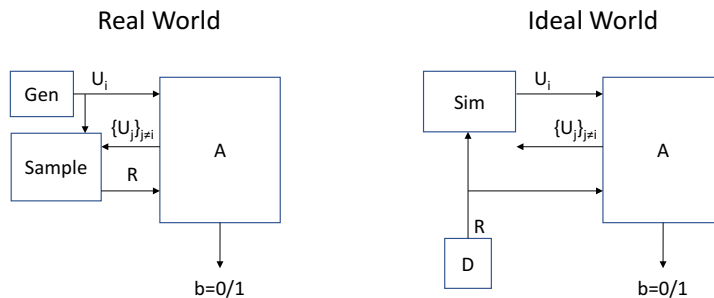 Real World
Gen
U_i
{U_j}_{j≠i}
Sample
R
A
b=0/1
Ideal World
Sim
U_i
{U_j}_{j≠i}
A
R
D
b=0/1